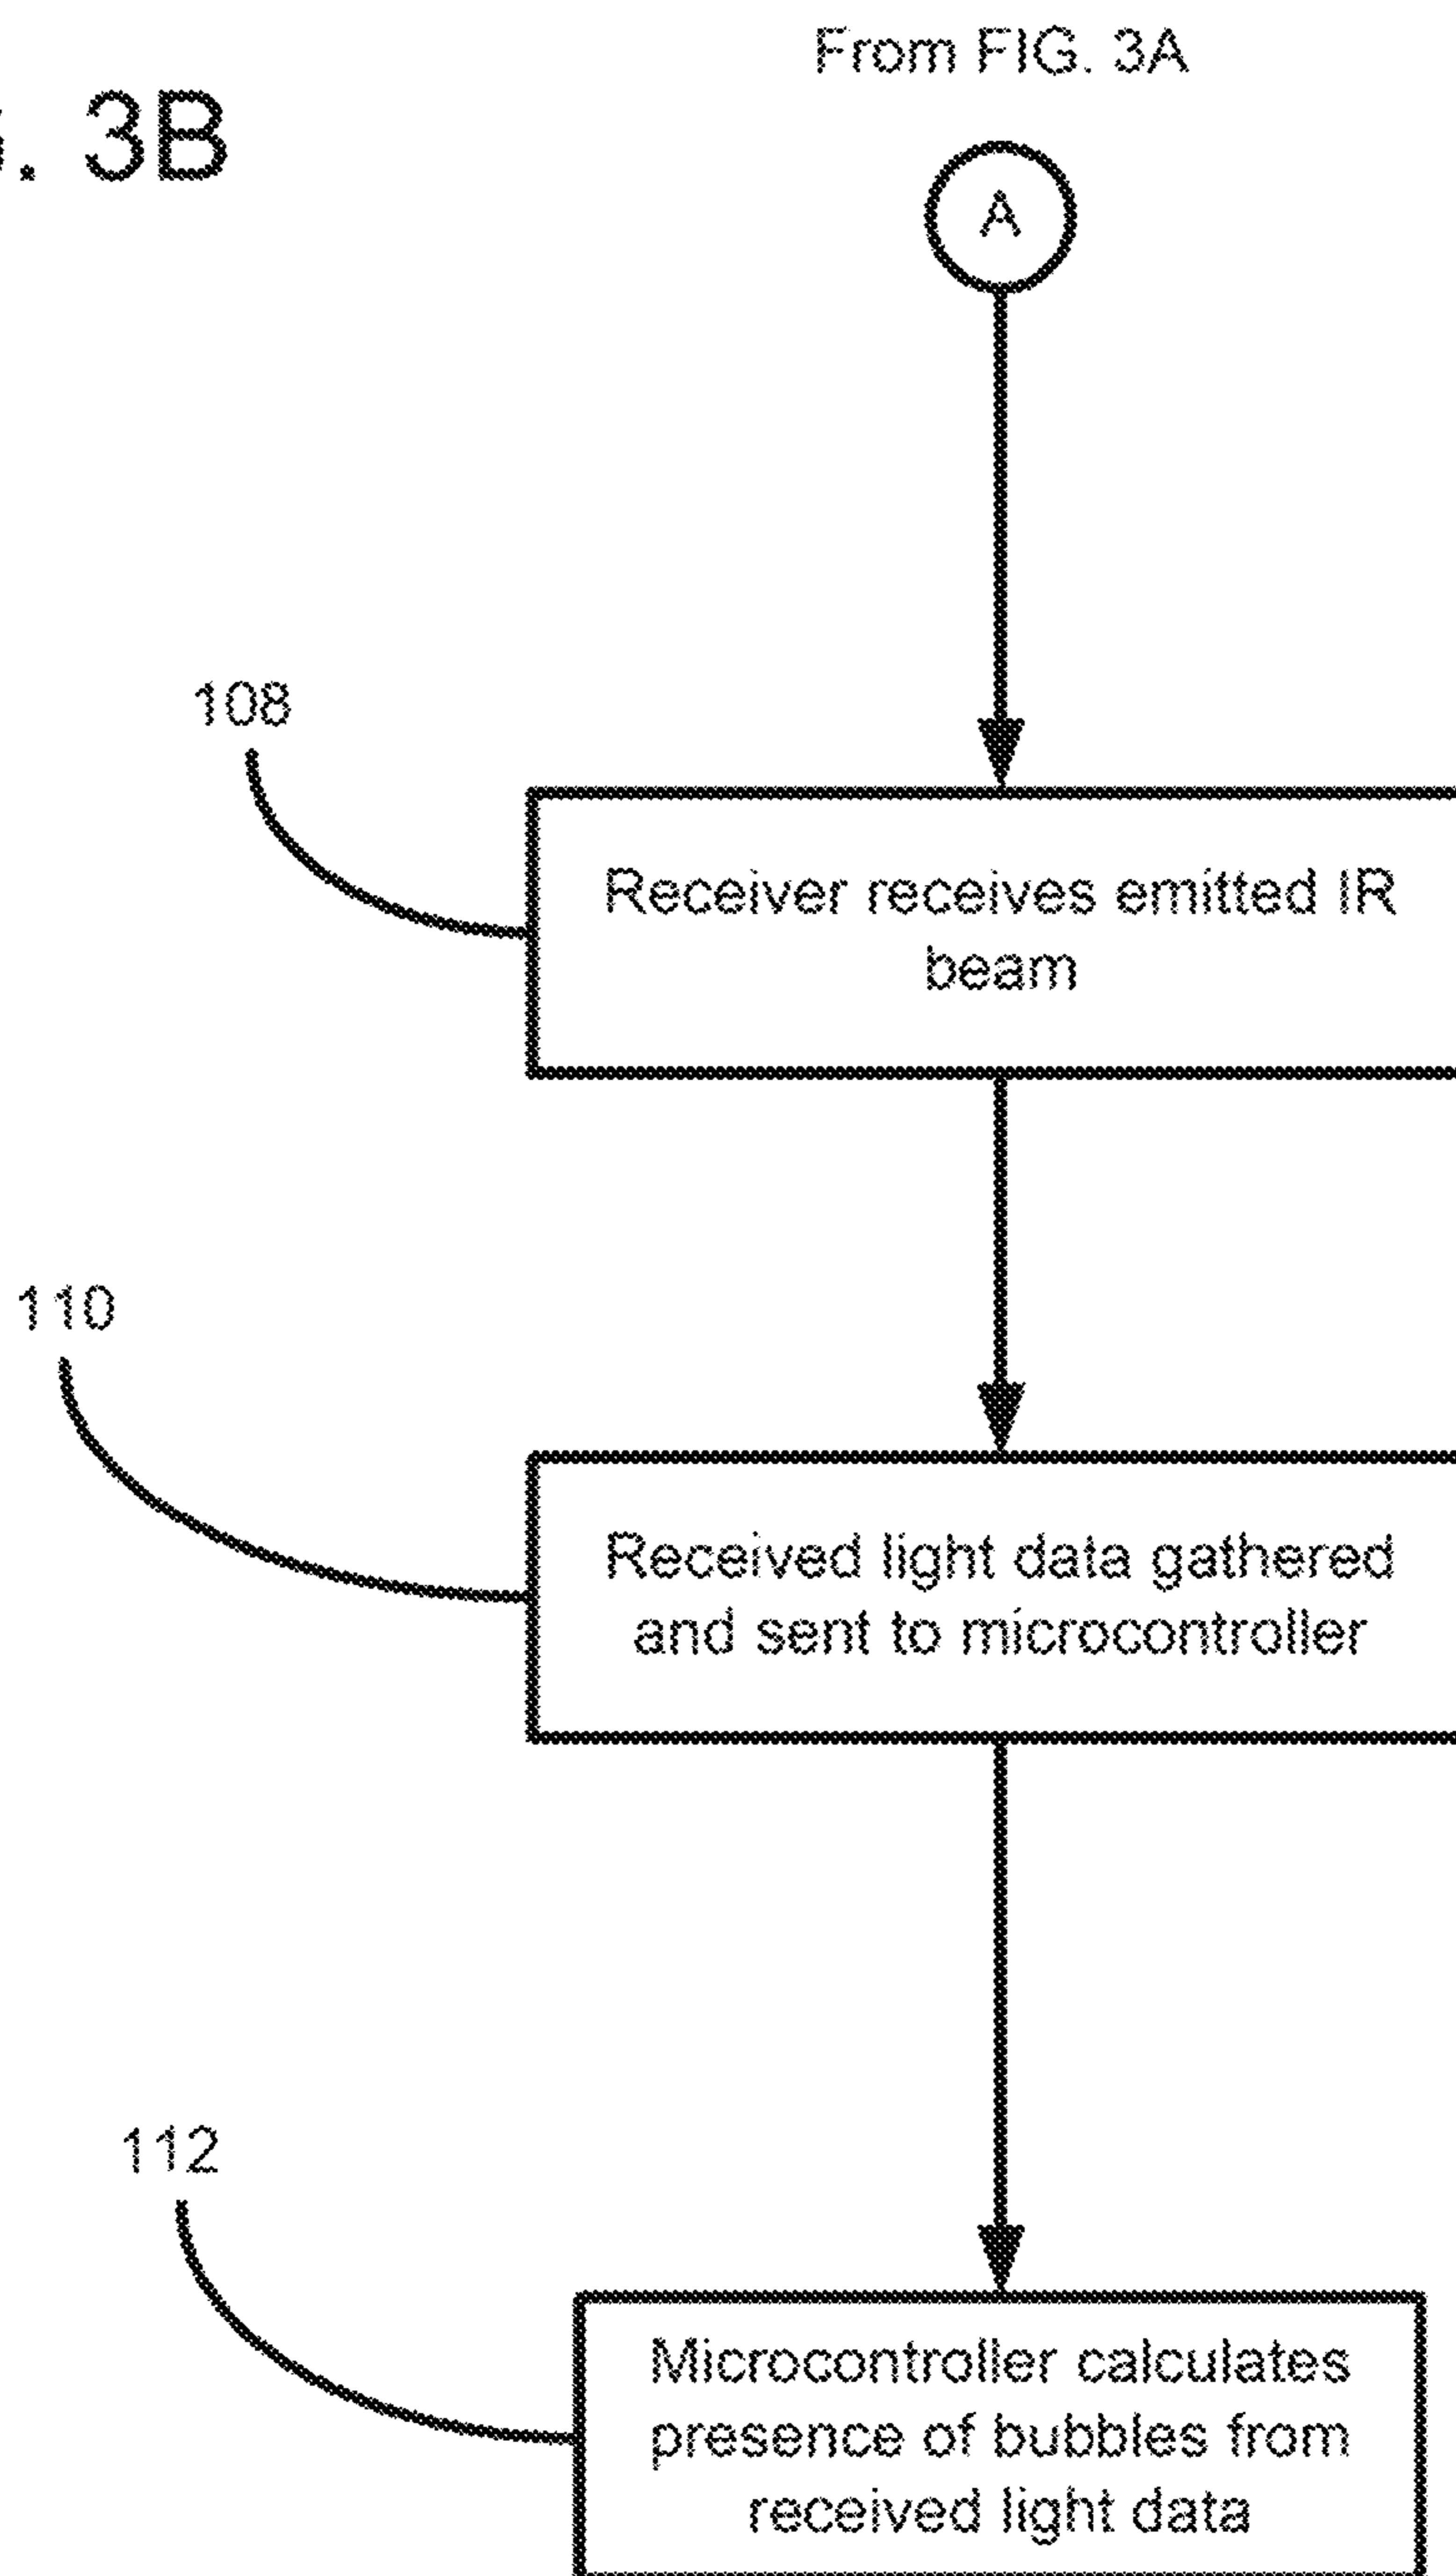 From FIG. 3A
. 3B
A
108
Receiver receives emitted IR
beam
110
Received light data gathered
and sent to microcontroller
112
Microcontroller calculates
presence of bubbles from
received light data